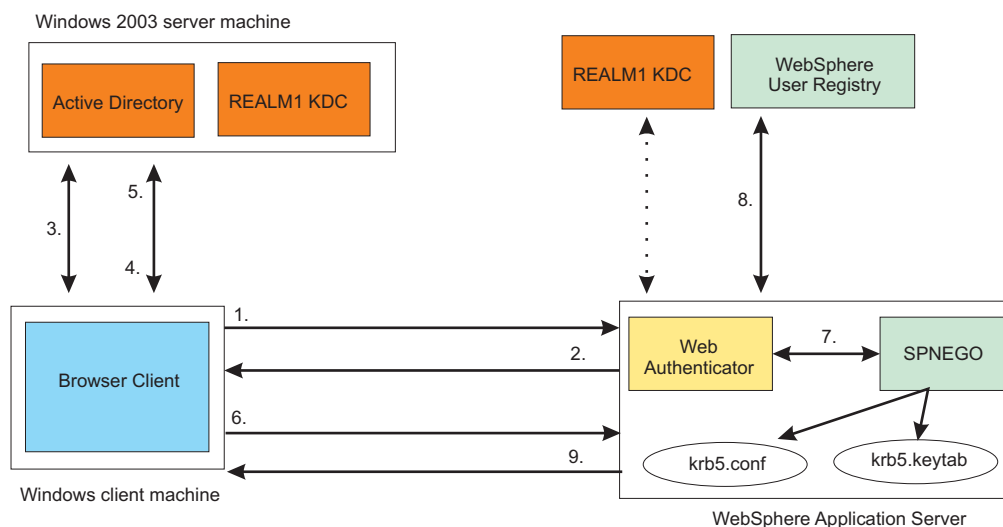 Windows 2003 server machine
Active Directory
REALM1 KDC
REALM1 KDC
WebSphere
User Registry
3.
5.
4.
8.
1.
2.
6.
9.
Browser Client
Web
Authenticator
7.
SPNEGO
krb5.conf
krb5.keytab
Windows client machine
WebSphere Application Server